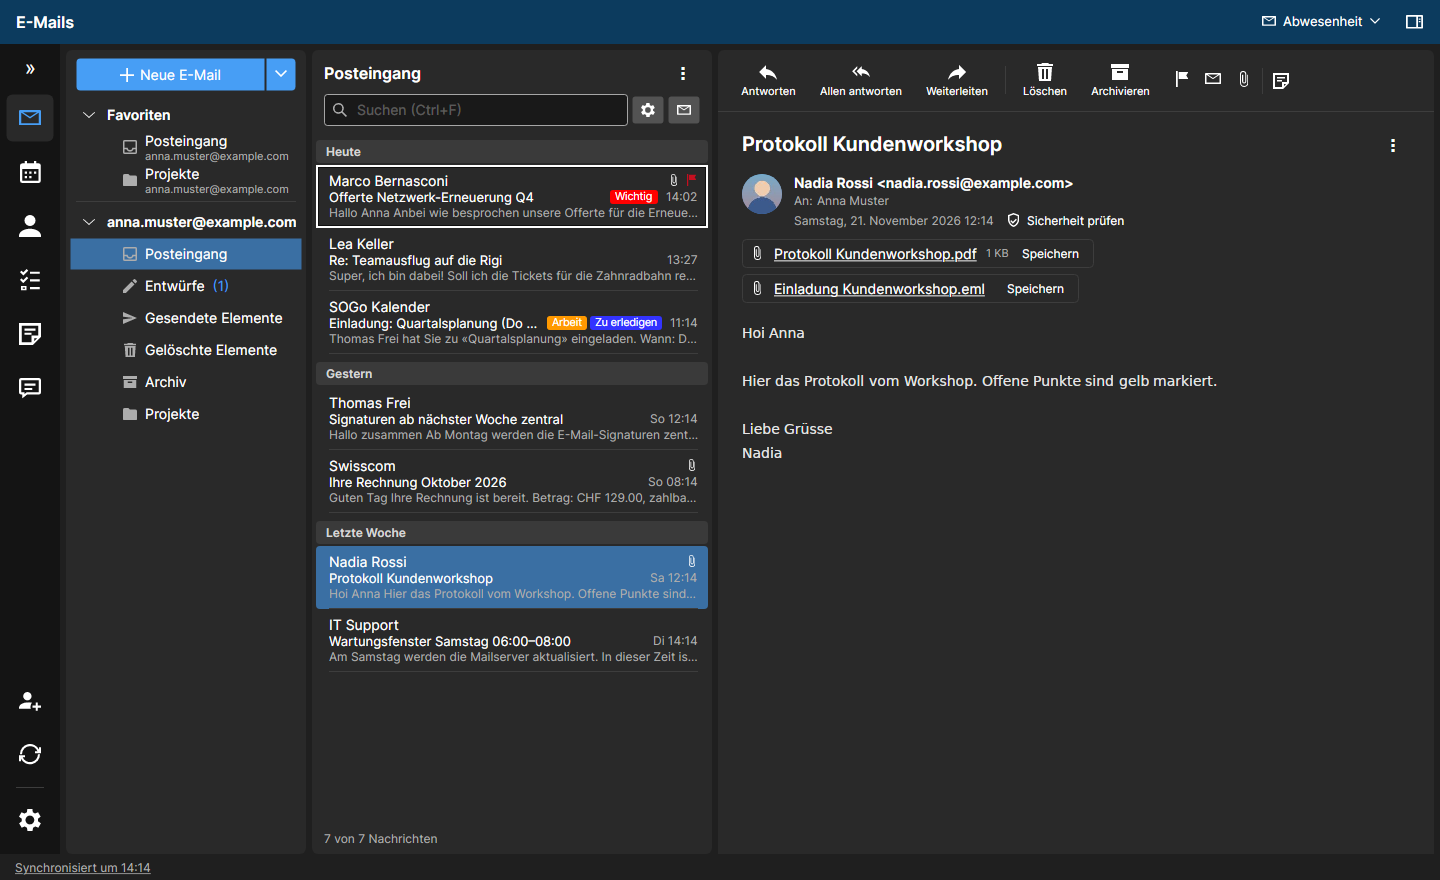 E-Mails
Abwesenheit
Neue E-Mail
Favoriten
Posteingang
anna.muster@example.com
Projekte
anna.muster@example.com
anna.muster@example.com
Posteingang
Entwürfe (1)
Gesendete Elemente
Gelöschte Elemente
Archiv
Projekte
Posteingang
Suchen (Ctrl+F)
Heute
Marco Bernasconi
Offerte Netzwerk-Erneuerung Q4 Wichtig 14:02
Hallo Anna Anbei wie besprochen unsere Offerte für die Erneue...
Lea Keller
Re: Teamausflug auf die Rigi 13:27
Super, ich bin dabei! Soll ich die Tickets für die Zahnradbahn re...
SOGo Kalender
Einladung: Quartalsplanung (Do ... Arbeit Zu erledigen 11:14
Thomas Frei hat Sie zu «Quartalsplanung» eingeladen. Wann: D...
Gestern
Thomas Frei
Signaturen ab nächster Woche zentral So 12:14
Hallo zusammen Ab Montag werden die E-Mail-Signaturen zent...
Swisscom
Ihre Rechnung Oktober 2026 So 08:14
Guten Tag Ihre Rechnung ist bereit. Betrag: CHF 129.00, zahlba...
Letzte Woche
Nadia Rossi
Protokoll Kundenworkshop Sa 12:14
Hoi Anna Hier das Protokoll vom Workshop. Offene Punkte sind...
IT Support
Wartungsfenster Samstag 06:00–08:00 Di 14:14
Am Samstag werden die Mailserver aktualisiert. In dieser Zeit is...
7 von 7 Nachrichten
Antworten Allen antworten Weiterleiten Löschen Archivieren
Protokoll Kundenworkshop
Nadia Rossi <nadia.rossi@example.com>
An: Anna Muster
Samstag, 21. November 2026 12:14 Sicherheit prüfen
Protokoll Kundenworkshop.pdf 1 KB Speichern
Einladung Kundenworkshop.eml Speichern
Hoi Anna
Hier das Protokoll vom Workshop. Offene Punkte sind gelb markiert.
Liebe Grüsse
Nadia
Synchronisiert um 14:14